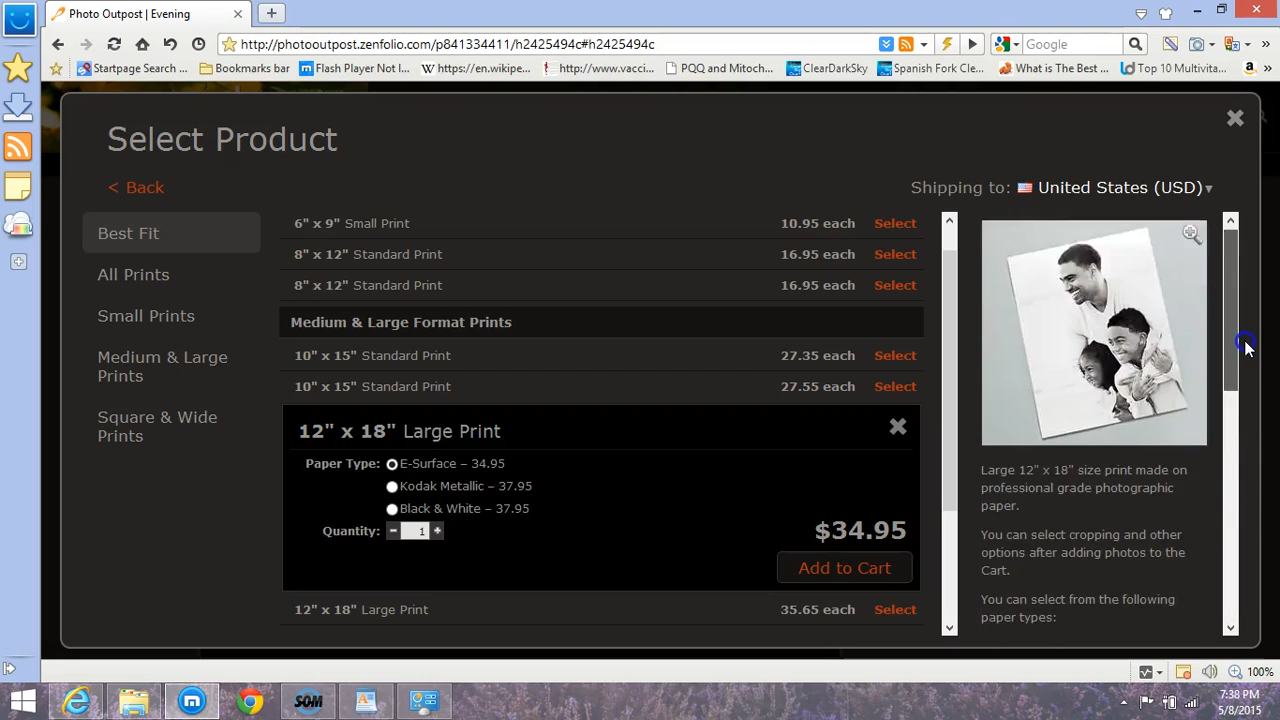 Photo Outpost | Evening
http://photooutpost.zenfolio.com/p841334411/h2425494c#h2425494c
Google
Startpage Search ...
Bookmarks bar
Flash Player Not I...
https://en.wikipe...
http://www.vacci...
PQQ and Mitoch...
ClearDarkSky
Spanish Fork Cle...
What is The Best ...
Top 10 Multivita...
»
Select Product
< Back
Shipping to: United States (USD)
Best Fit
All Prints
Small Prints
Medium & Large
Prints
Square & Wide
Prints
6" x 9" Small Print 10.95 each Select
8" x 12" Standard Print 16.95 each Select
8" x 12" Standard Print 16.95 each Select
Medium & Large Format Prints
10" x 15" Standard Print 27.35 each Select
10" x 15" Standard Print 27.55 each Select
12" x 18" Large Print
Paper Type: E-Surface – 34.95
Kodak Metallic – 37.95
Black & White – 37.95
Quantity: - 1 +
$34.95
Add to Cart
12" x 18" Large Print 35.65 each Select
Large 12" x 18" size print made on
professional grade photographic
paper.
You can select cropping and other
options after adding photos to the
Cart.
You can select from the following
paper types:
100%
SOM
7:38 PM
5/8/2015